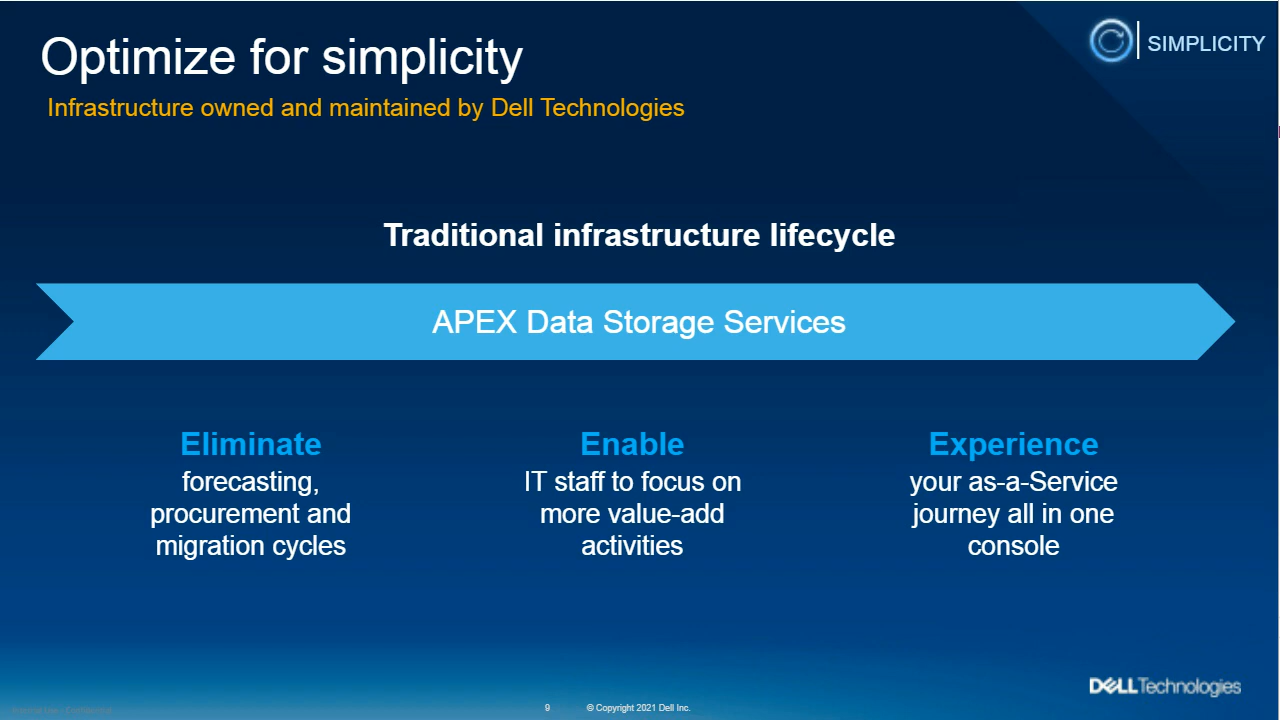 Optimize for simplicity
SIMPLICITY
Infrastructure owned and maintained by Dell Technologies
Traditional infrastructure lifecycle
APEX Data Storage Services
Eliminate
forecasting,
procurement and
migration cycles
Enable
IT staff to focus on
more value-add
activities
Experience
your as-a-Service
journey all in one
console
DELLTechnologies
9
© Copyright 2021 Dell Inc.